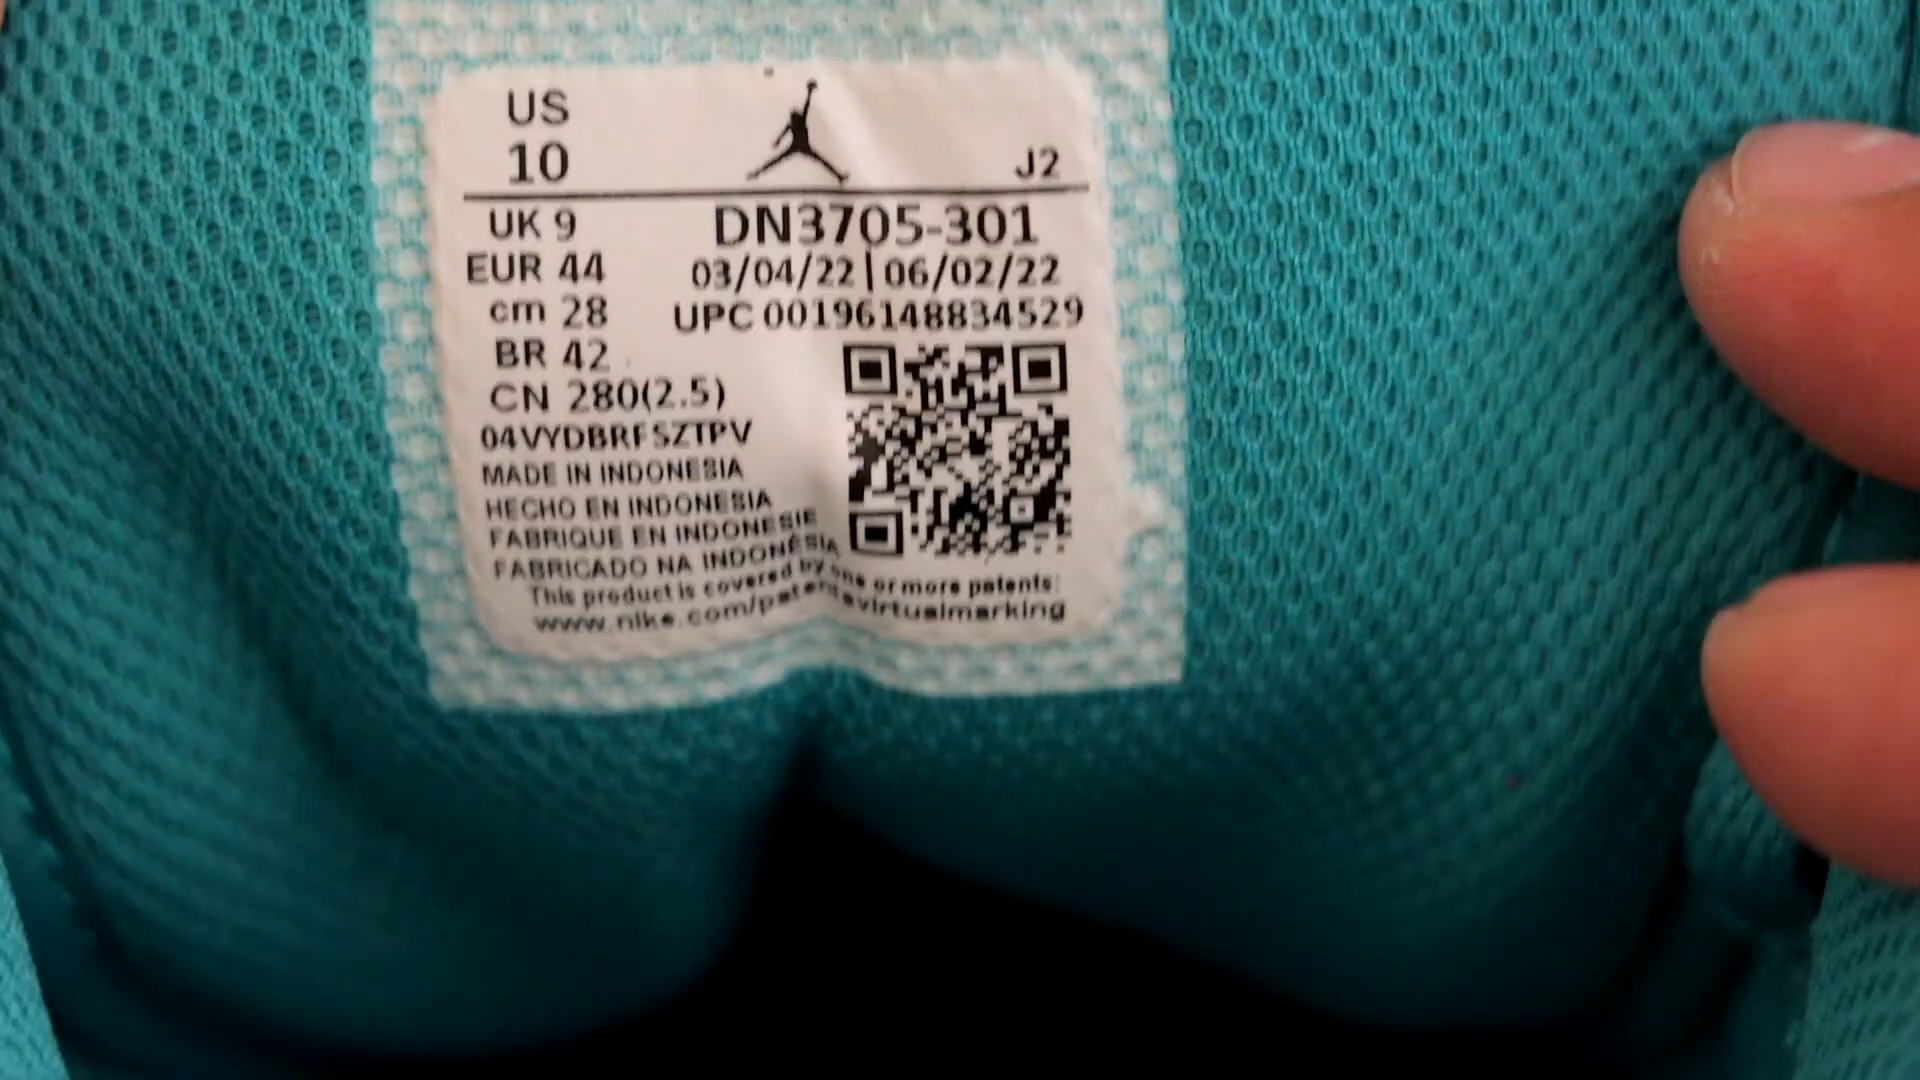 US
10
J2
UK 9
DN3705-301
EUR 44
03/04/22 | 06/02/22
cm 28
UPC 00196148834529
BR 42
CN 280(2.5)
04VYDBRFSZTPV
MADE IN INDONESIA
HECHO EN INDONESIA
FABRIQUE EN INDONESIE
FABRICADO NA INDONÉSIA
This product is covered by one or more patents:
www.nike.com/patentsvirtualmarking